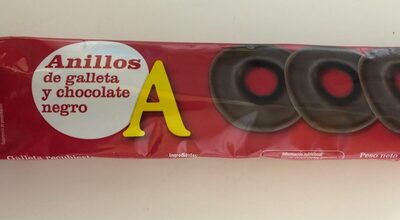 Anillos
de galleta
y chocolate
negro
A
Galleta recubierta
Ingredientes
Peso neto